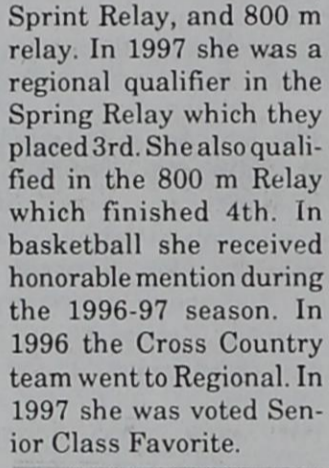 Sprint Relay, and 800 m
relay. In 1997 she was a
regional qualifier in the
Spring Relay which they
placed 3rd. She also quali-
fied in the 800 m Relay
which finished 4th. In
basketball she received
honorable mention during
the 1996-97 season. In
1996 the Cross Country
team went to Regional. In
1997 she was voted Sen-
ior Class Favorite.